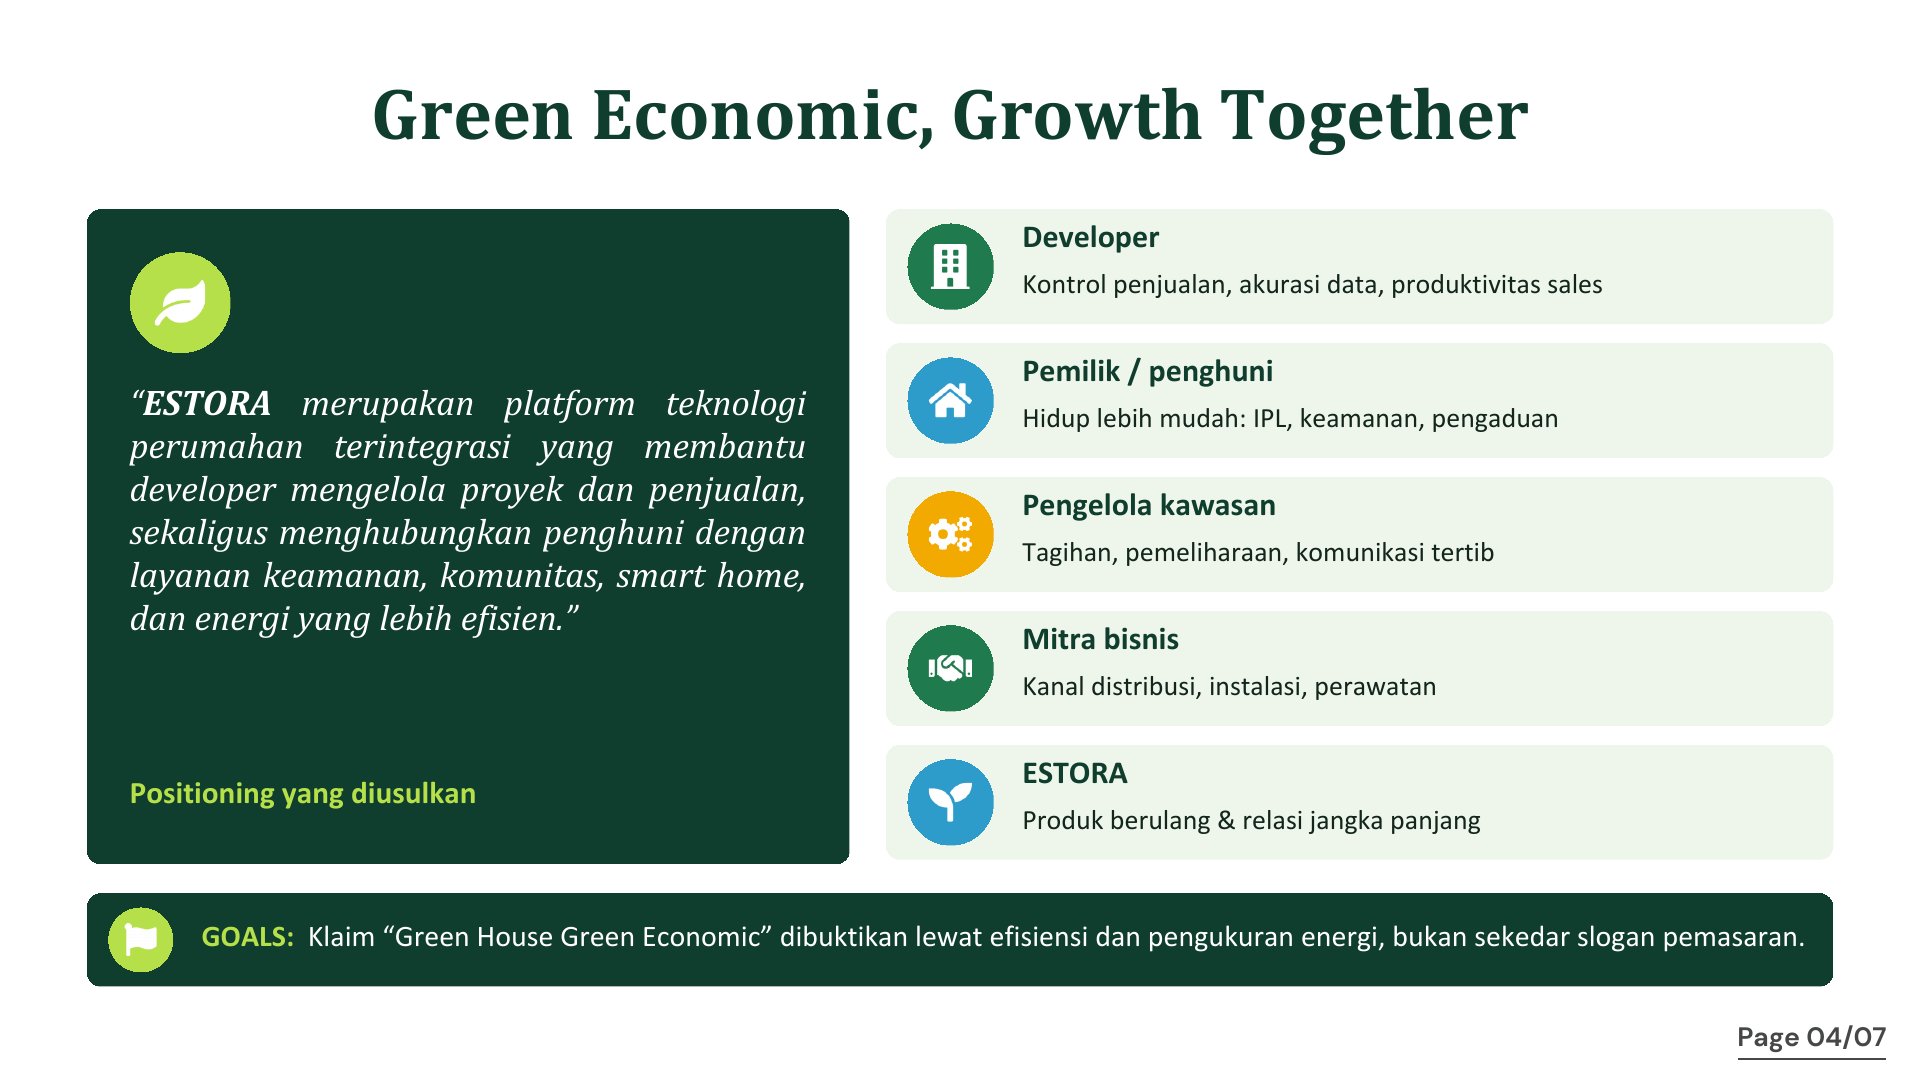 Green Economic, Growth Together
“ESTORA merupakan platform teknologi
perumahan terintegrasi yang membantu
developer mengelola proyek dan penjualan,
sekaligus menghubungkan penghuni dengan
layanan keamanan, komunitas, smart home,
dan energi yang lebih efisien.”
Positioning yang diusulkan
Developer
Kontrol penjualan, akurasi data, produktivitas sales
Pemilik / penghuni
Hidup lebih mudah: IPL, keamanan, pengaduan
Pengelola kawasan
Tagihan, pemeliharaan, komunikasi tertib
Mitra bisnis
Kanal distribusi, instalasi, perawatan
ESTORA
Produk berulang & relasi jangka panjang
GOALS: Klaim “Green House Green Economic” dibuktikan lewat efisiensi dan pengukuran energi, bukan sekedar slogan pemasaran.
Page 04/07